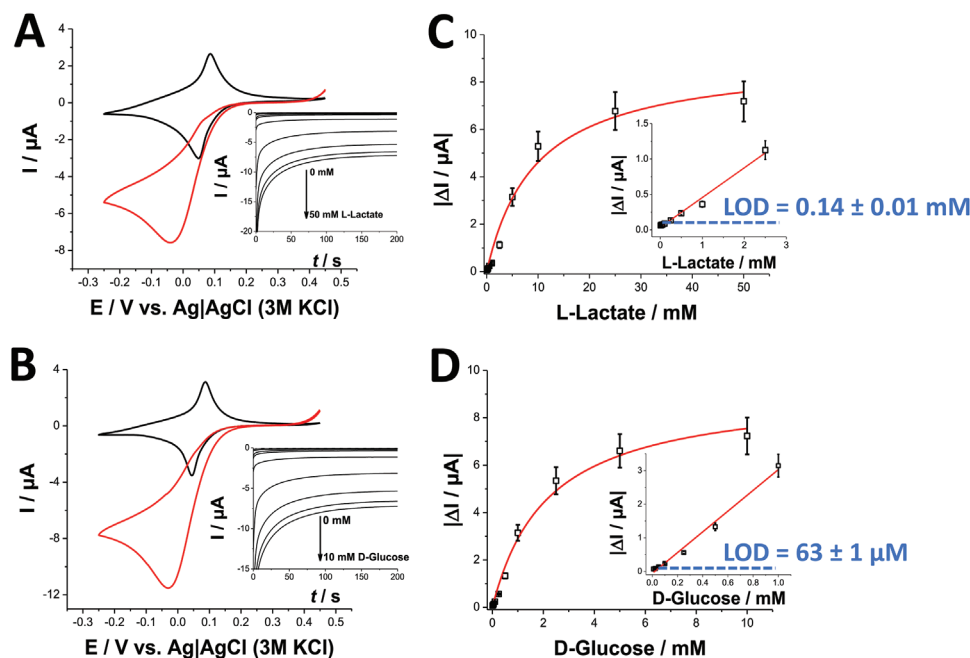 A
I / µA
4
2
0
-2
-4
-6
-8
-0.3 -0.2 -0.1 0.0 0.1 0.2 0.3 0.4 0.5
E / V vs. Ag|AgCl (3M KCl)
I / µA
0
-5
-10
-15
-20
0 50 100 150 200
t / s
0 mM
50 mM L-Lactate
C
|ΔI / µA|
10
8
6
4
2
0
0 10 20 30 40 50
L-Lactate / mM
|ΔI / µA|
1.5
1.0
0.5
0.0
0 1 2 3
L-Lactate / mM
LOD = 0.14 ± 0.01 mM
B
I / µA
4
0
-4
-8
-12
-0.3 -0.2 -0.1 0.0 0.1 0.2 0.3 0.4 0.5
E / V vs. Ag|AgCl (3M KCl)
I / µA
0
-5
-10
-15
0 50 100 150 200
t / s
0 mM
10 mM D-Glucose
D
|ΔI / µA|
10
8
6
4
2
0
0 2 4 6 8 10
D-Glucose / mM
|ΔI / µA|
3
2
1
0
0.0 0.2 0.4 0.6 0.8 1.0
D-Glucose / mM
LOD = 63 ± 1 µM